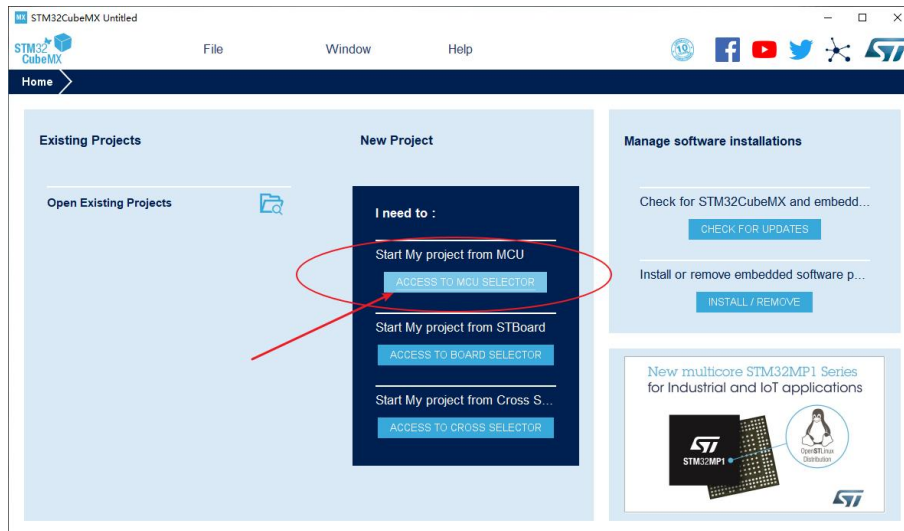 MX STM32CubeMX Untitled
STM32
CubeMX
File
Window
Help
10
Home
Existing Projects
Open Existing Projects
New Project
I need to :
Start My project from MCU
ACCESS TO MCU SELECTOR
Start My project from STBoard
ACCESS TO BOARD SELECTOR
Start My project from Cross S...
ACCESS TO CROSS SELECTOR
Manage software installations
Check for STM32CubeMX and embedd...
CHECK FOR UPDATES
Install or remove embedded software p...
INSTALL / REMOVE
New multicore STM32MP1 Series
for Industrial and IoT applications
STM32MP1
OpenSTLinux
Distribution